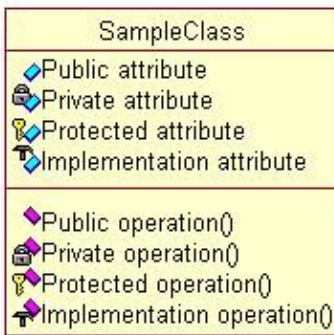 SampleClass
Public attribute
Private attribute
Protected attribute
Implementation attribute
Public operation()
Private operation()
Protected operation()
Implementation operation()